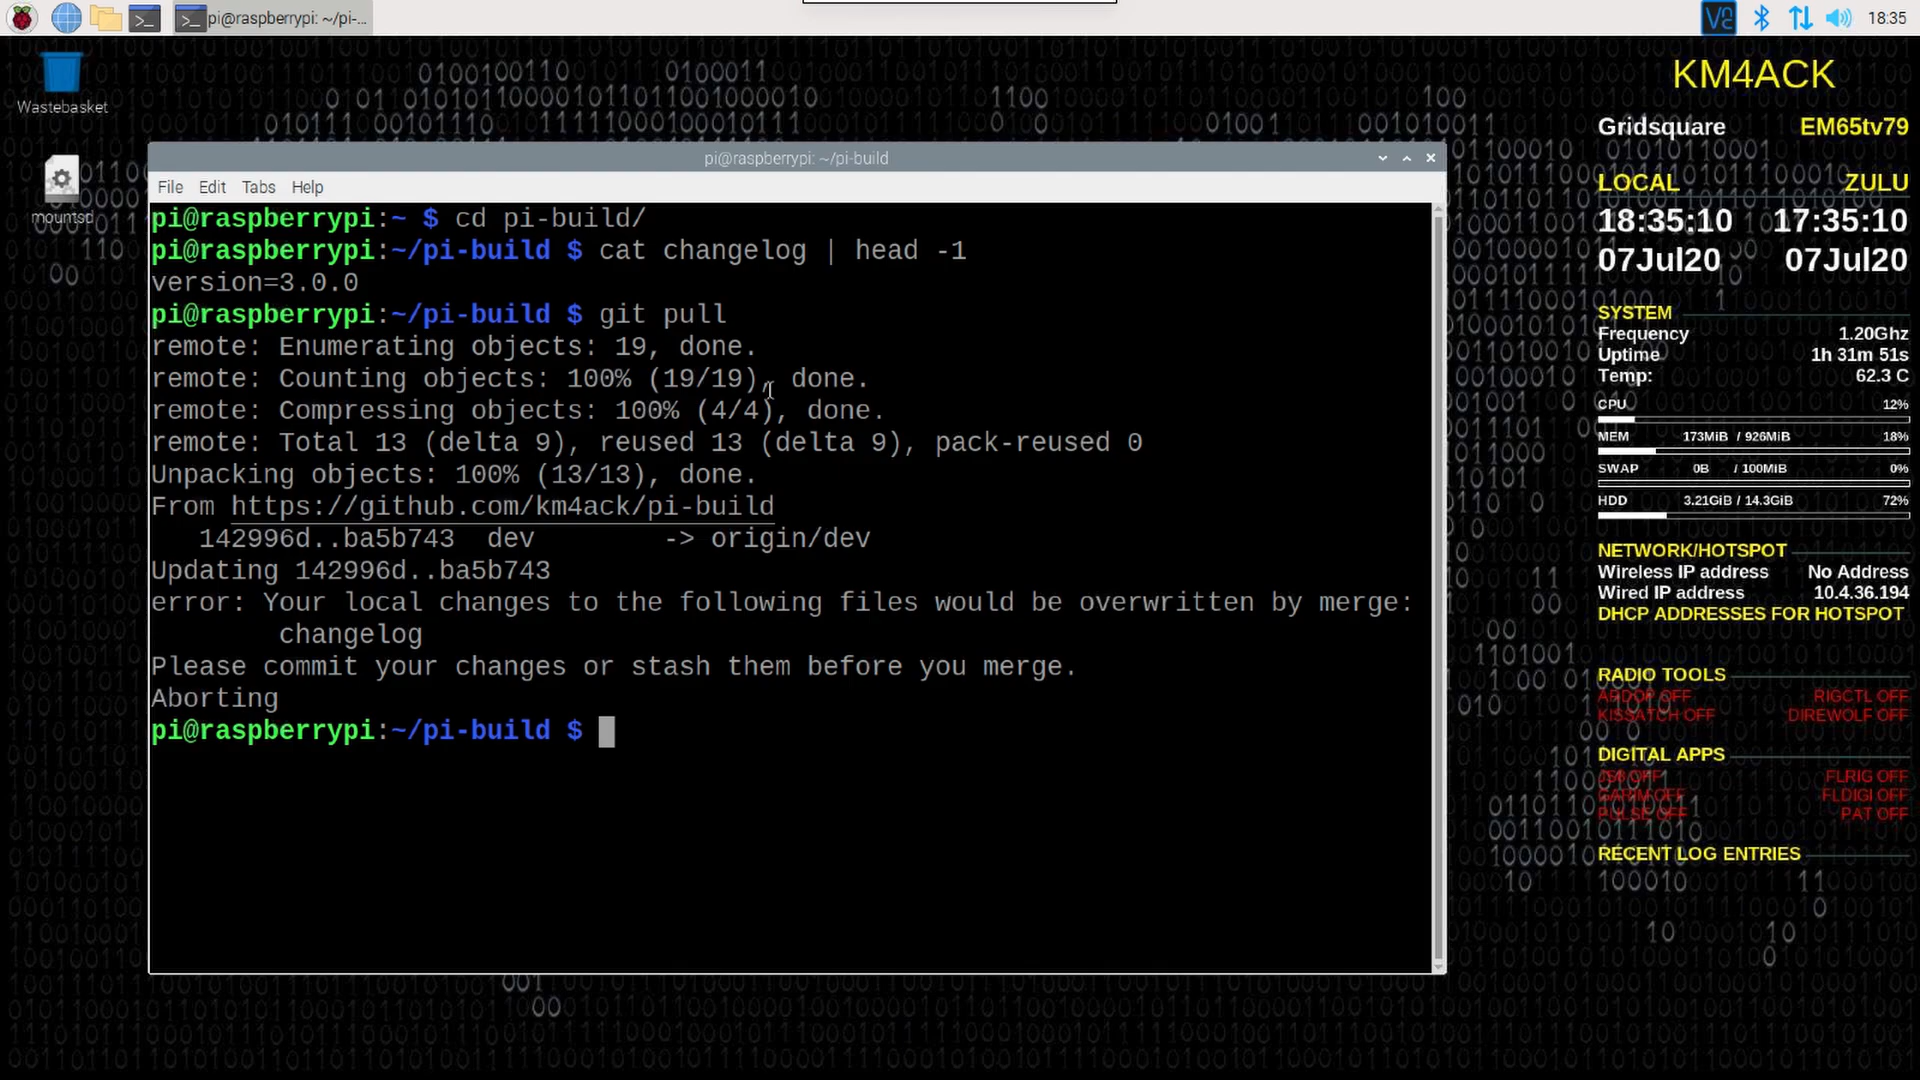 pi@raspberrypi: ~/pi-...
18:35
Wastebasket
mountsd
pi@raspberrypi: ~/pi-build
File Edit Tabs Help
pi@raspberrypi:~ $ cd pi-build/
pi@raspberrypi:~/pi-build $ cat changelog | head -1
version=3.0.0
pi@raspberrypi:~/pi-build $ git pull
remote: Enumerating objects: 19, done.
remote: Counting objects: 100% (19/19), done.
remote: Compressing objects: 100% (4/4), done.
remote: Total 13 (delta 9), reused 13 (delta 9), pack-reused 0
Unpacking objects: 100% (13/13), done.
From https://github.com/km4ack/pi-build
   142996d..ba5b743  dev        -> origin/dev
Updating 142996d..ba5b743
error: Your local changes to the following files would be overwritten by merge:
        changelog
Please commit your changes or stash them before you merge.
Aborting
pi@raspberrypi:~/pi-build $
KM4ACK
Gridsquare EM65tv79
LOCAL ZULU
18:35:10 17:35:10
07Jul20 07Jul20
SYSTEM
Frequency 1.20Ghz
Uptime 1h 31m 51s
Temp: 62.3 C
CPU 12%
MEM 173MiB / 926MiB 18%
SWAP 0B / 100MiB 0%
HDD 3.21GiB / 14.3GiB 72%
NETWORK/HOTSPOT
Wireless IP address No Address
Wired IP address 10.4.36.194
DHCP ADDRESSES FOR HOTSPOT
RADIO TOOLS
ARDOP OFF RIGCTL OFF
KISSATCH OFF DIREWOLF OFF
DIGITAL APPS
JS8 OFF FLRIG OFF
GARIM OFF FLDIGI OFF
PULSE OFF PAT OFF
RECENT LOG ENTRIES